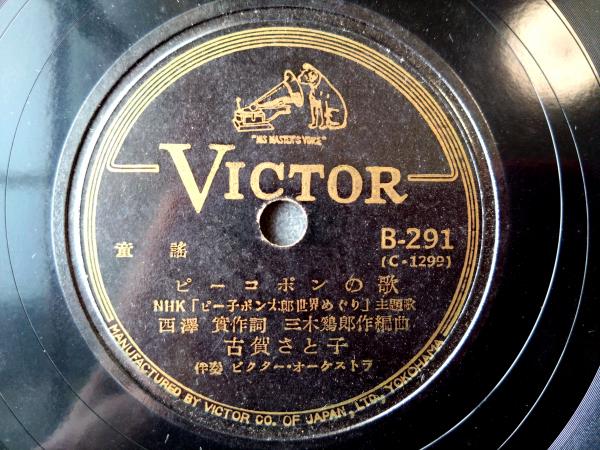 "HIS MASTER'S VOICE"
VICTOR
童謠
B-291
(C・1299)
ピーコポンの歌
NHK「ピー子ポン太郎世界めぐり」主題歌
西澤 實作詞 三木鶏郎作編曲
古賀さと子
伴奏 ビクター・オーケストラ
MANUFACTURED BY VICTOR CO. OF JAPAN, LTD., YOKOHAMA